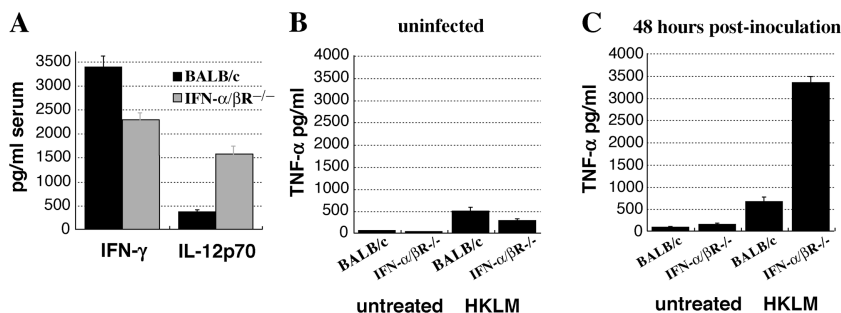 A
pg/ml serum
3500
3000
2500
2000
1500
1000
500
0
BALB/c
IFN-α/βR−/−
IFN-γ IL-12p70
B
uninfected
TNF-α pg/ml
4000
3500
3000
2500
2000
1500
1000
500
0
BALB/c IFN-α/βR-/- BALB/c IFN-α/βR-/-
untreated HKLM
C
48 hours post-inoculation
TNF-α pg/ml
4000
3500
3000
2500
2000
1500
1000
500
0
BALB/c IFN-α/βR-/- BALB/c IFN-α/βR-/-
untreated HKLM